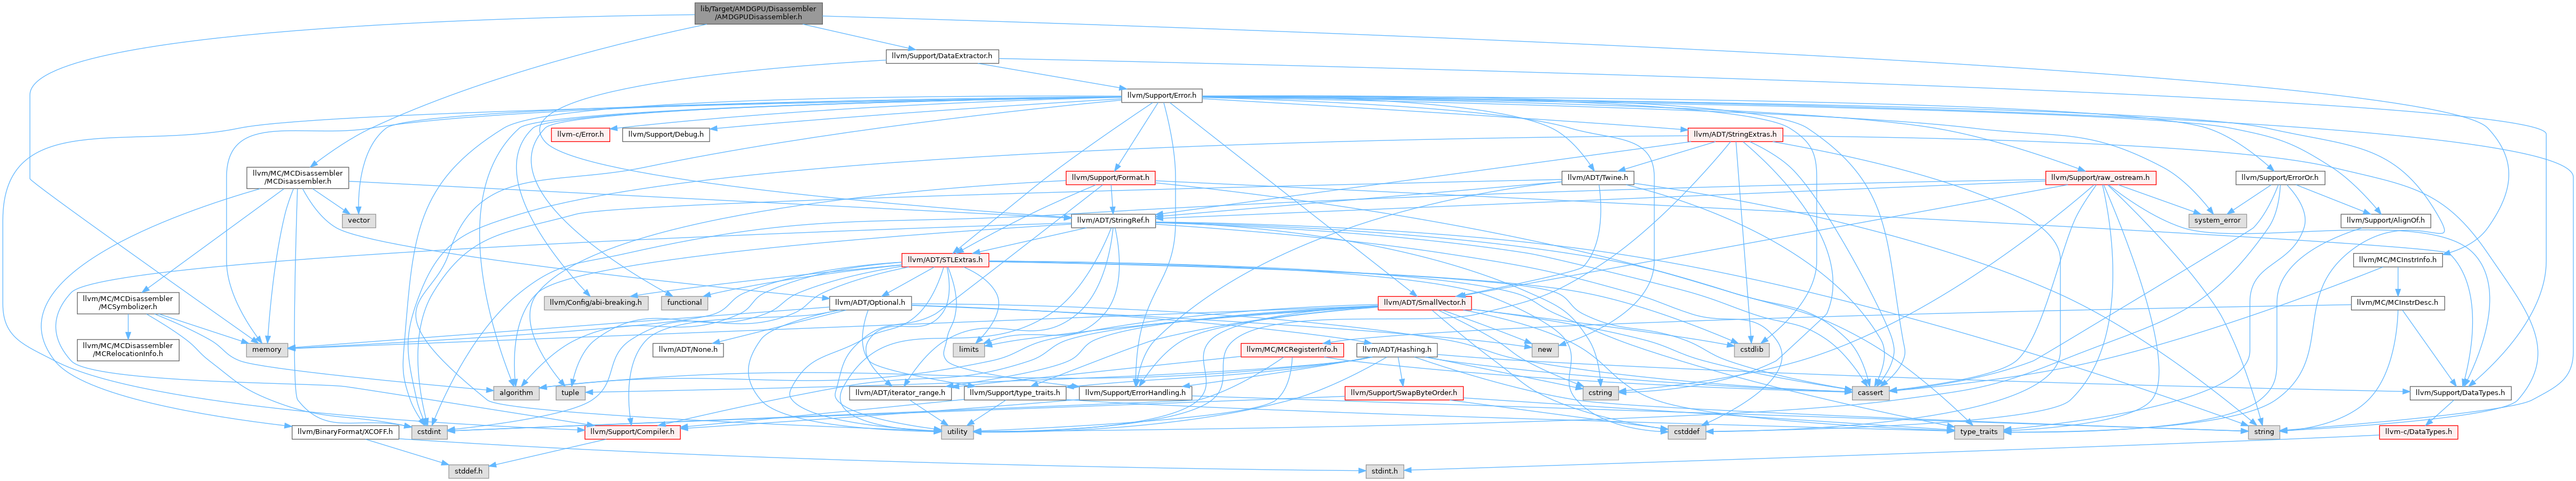 lib/Target/AMDGPU/Disassembler
/AMDGPUDisassembler.h
llvm/Support/DataExtractor.h
llvm/Support/Error.h
llvm-c/Error.h
llvm/Support/Debug.h
llvm/ADT/StringExtras.h
llvm/MC/MCDisassembler
/MCDisassembler.h
llvm/Support/Format.h
llvm/ADT/Twine.h
llvm/Support/raw_ostream.h
llvm/Support/ErrorOr.h
vector
llvm/ADT/StringRef.h
system_error
llvm/Support/AlignOf.h
llvm/ADT/STLExtras.h
llvm/MC/MCInstrInfo.h
llvm/MC/MCDisassembler
/MCSymbolizer.h
llvm/Config/abi-breaking.h
functional
llvm/ADT/Optional.h
llvm/ADT/SmallVector.h
llvm/MC/MCInstrDesc.h
llvm/MC/MCDisassembler
/MCRelocationInfo.h
memory
llvm/ADT/None.h
limits
llvm/MC/MCRegisterInfo.h
llvm/ADT/Hashing.h
new
cstdlib
algorithm
tuple
llvm/ADT/iterator_range.h
llvm/Support/type_traits.h
llvm/Support/ErrorHandling.h
llvm/Support/SwapByteOrder.h
cstring
cassert
llvm/Support/DataTypes.h
llvm/BinaryFormat/XCOFF.h
cstdint
llvm/Support/Compiler.h
utility
cstddef
type_traits
string
llvm-c/DataTypes.h
stddef.h
stdint.h